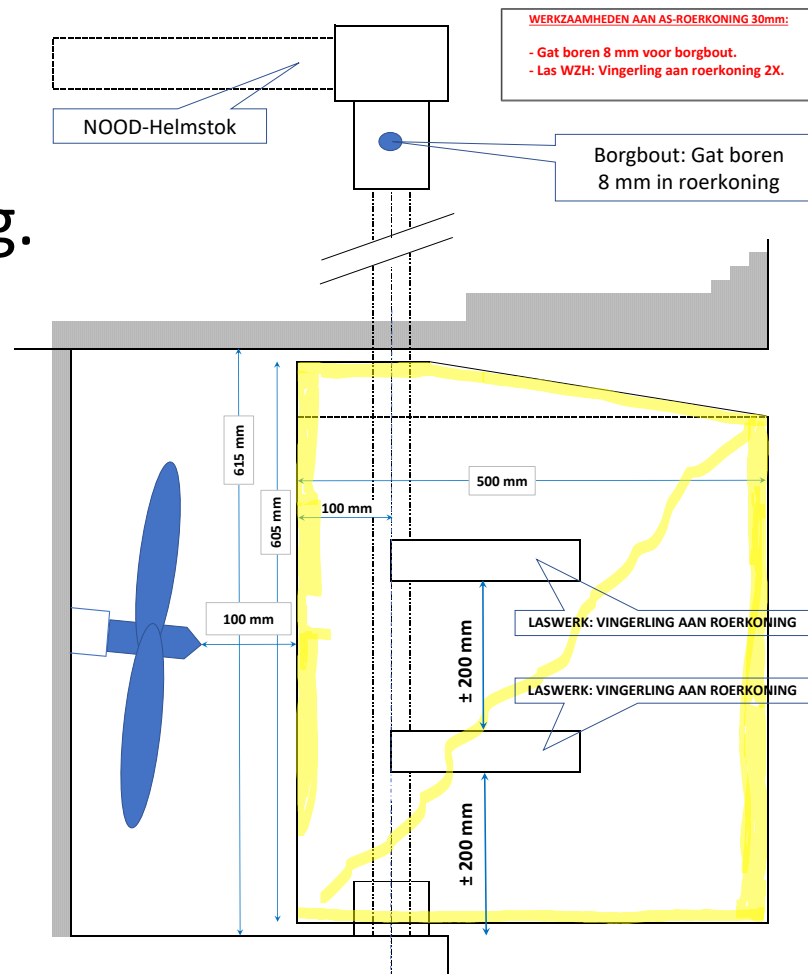 WERKZAAMHEDEN AAN AS-ROERKONING 30mm:
- Gat boren 8 mm voor borgbout.
- Las WZH: Vingerling aan roerkoning 2X.
NOOD-Helmstok
Borgbout: Gat boren
8 mm in roerkoning
g.
615 mm
605 mm
500 mm
100 mm
100 mm
LASWERK: VINGERLING AAN ROERKONING
± 200 mm
LASWERK: VINGERLING AAN ROERKONING
± 200 mm